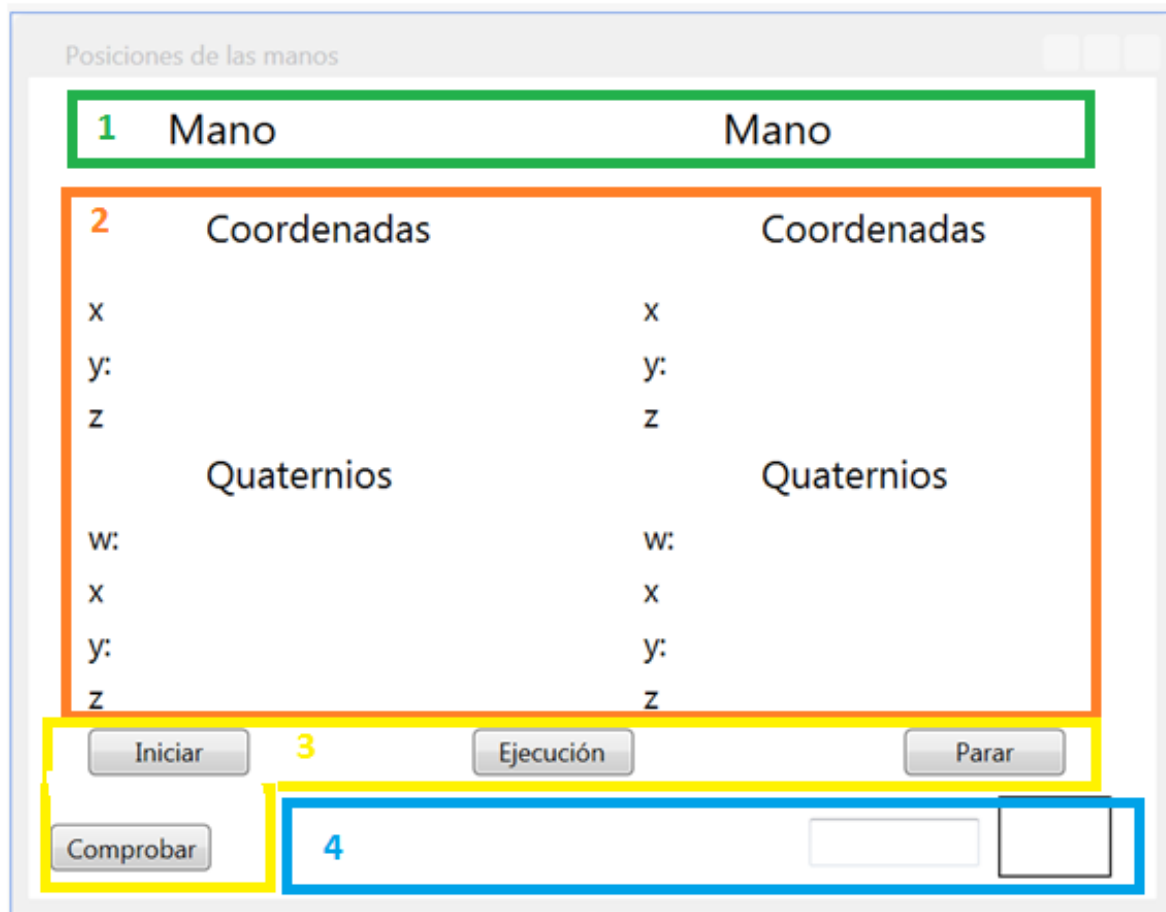 Posiciones de las manos
1 Mano Mano
2 Coordenadas Coordenadas
x x
y: y:
z z
Quaternios Quaternios
w: w:
x x
y: y:
z z
Iniciar 3 Ejecución Parar
Comprobar 4